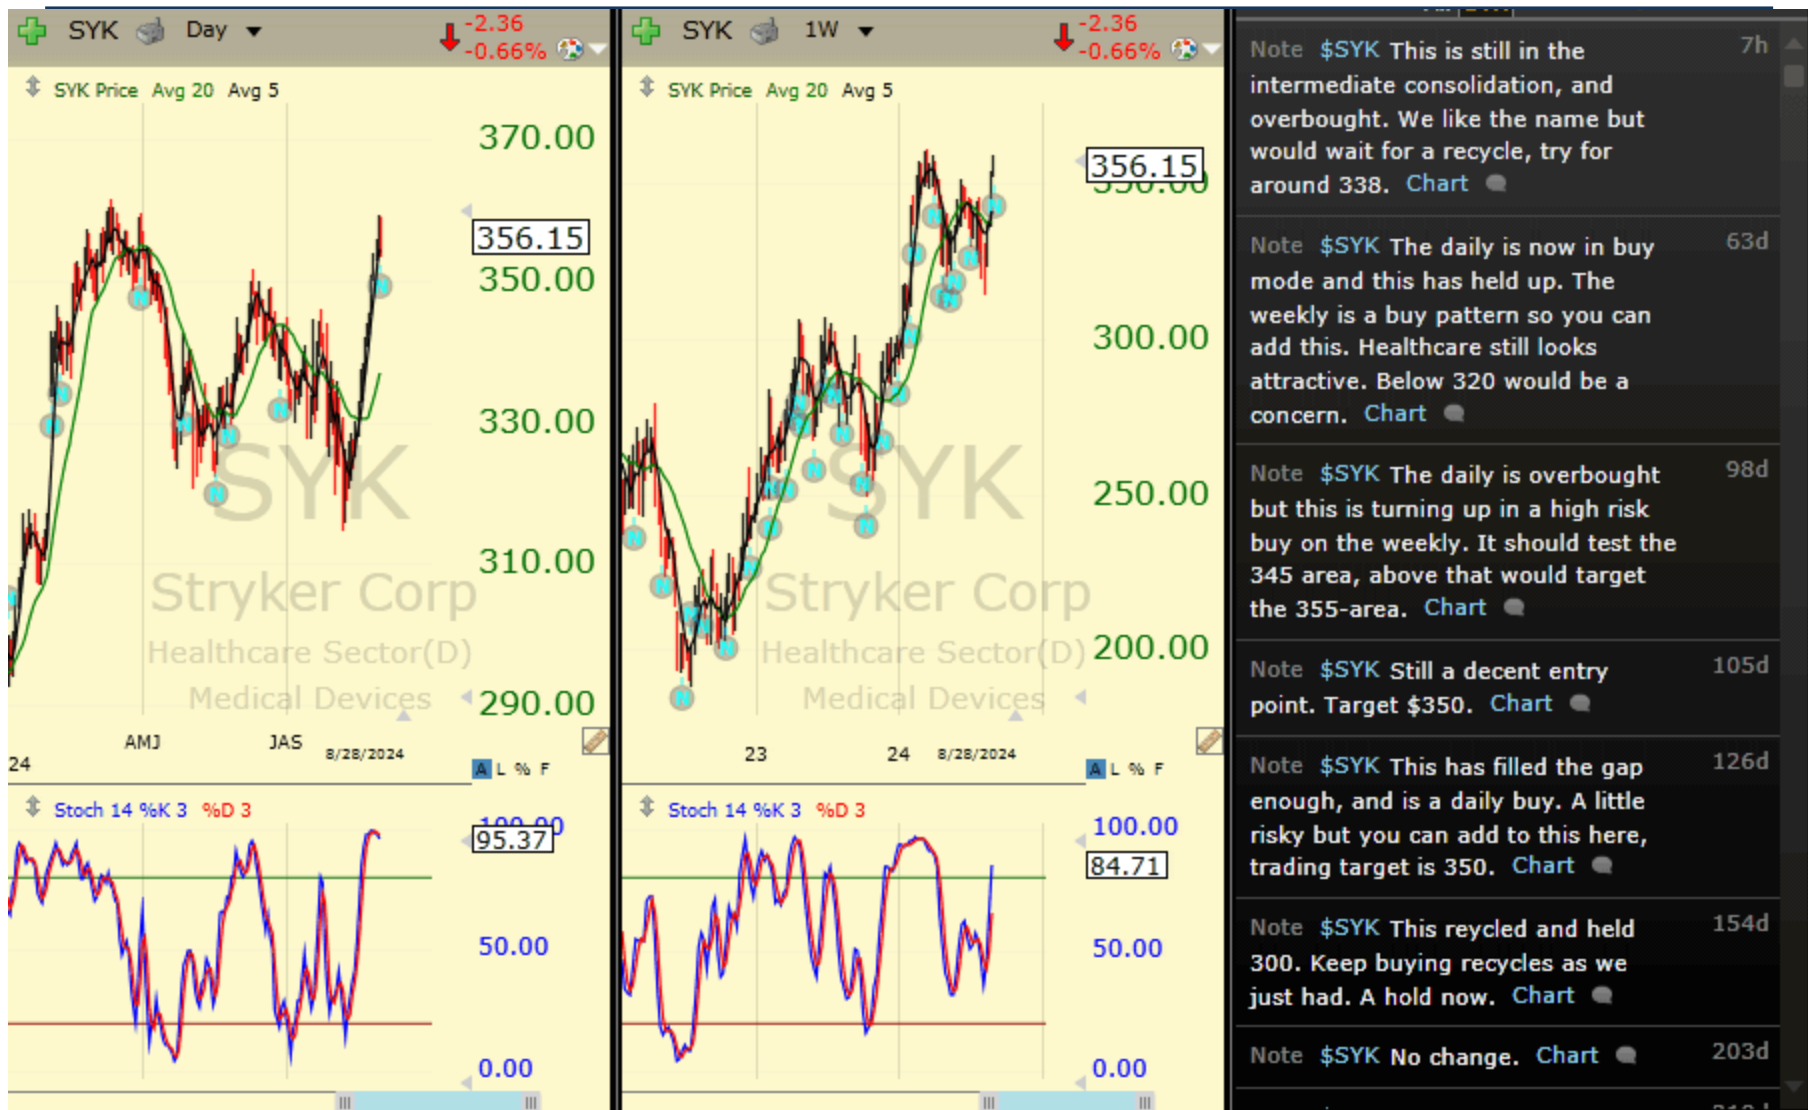 SYK Day -2.36
-0.66%
SYK Price Avg 20 Avg 5
370.00
356.15
350.00
330.00
310.00
290.00
SYK
Stryker Corp
Healthcare Sector(D)
Medical Devices
24 AMJ JAS 8/28/2024
A L % F
Stoch 14 %K 3 %D 3
100.00
95.37
50.00
0.00
SYK 1W -2.36
-0.66%
SYK Price Avg 20 Avg 5
356.15
350.00
300.00
250.00
200.00
SYK
Stryker Corp
Healthcare Sector(D)
Medical Devices
23 24 8/28/2024
A L % F
Stoch 14 %K 3 %D 3
100.00
84.71
50.00
0.00
Note $SYK This is still in the 7h
intermediate consolidation, and
overbought. We like the name but
would wait for a recycle, try for
around 338. Chart
Note $SYK The daily is now in buy 63d
mode and this has held up. The
weekly is a buy pattern so you can
add this. Healthcare still looks
attractive. Below 320 would be a
concern. Chart
Note $SYK The daily is overbought 98d
but this is turning up in a high risk
buy on the weekly. It should test the
345 area, above that would target
the 355-area. Chart
Note $SYK Still a decent entry 105d
point. Target $350. Chart
Note $SYK This has filled the gap 126d
enough, and is a daily buy. A little
risky but you can add to this here,
trading target is 350. Chart
Note $SYK This reycled and held 154d
300. Keep buying recycles as we
just had. A hold now. Chart
Note $SYK No change. Chart 203d